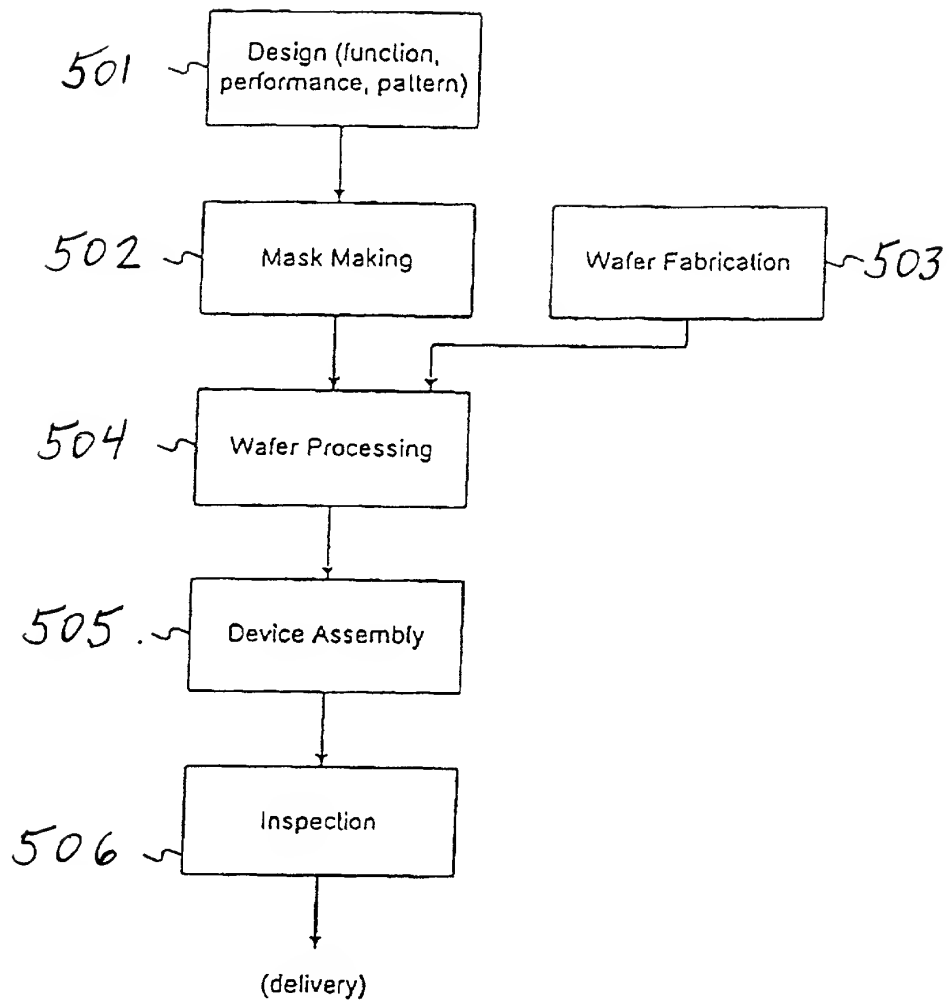 501
Design (function,
performance, pattern)
502
Mask Making
Wafer Fabrication
503
504
Wafer Processing
505.
Device Assembly
506
Inspection
(delivery)